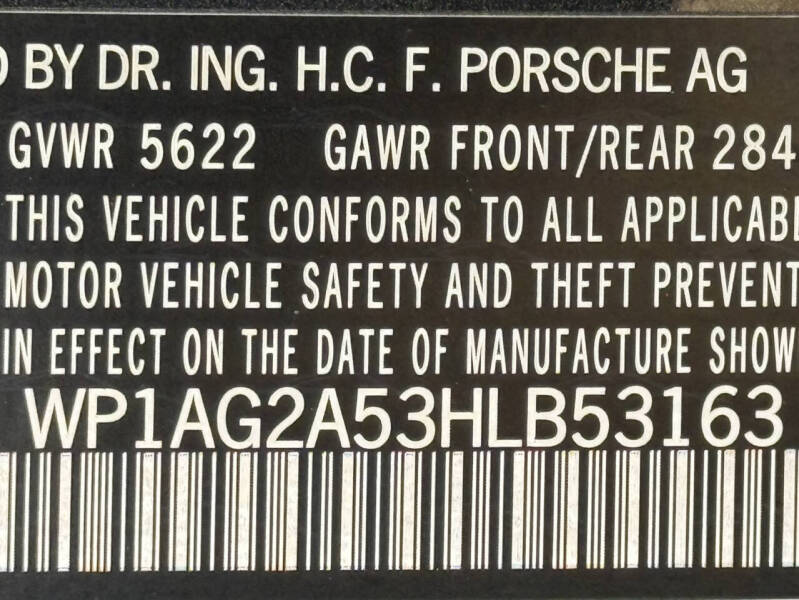 BY DR. ING. H.C. F. PORSCHE AG
GVWR 5622 GAWR FRONT/REAR 284
THIS VEHICLE CONFORMS TO ALL APPLICABL
MOTOR VEHICLE SAFETY AND THEFT PREVENT
IN EFFECT ON THE DATE OF MANUFACTURE SHOW
WP1AG2A53HLB53163